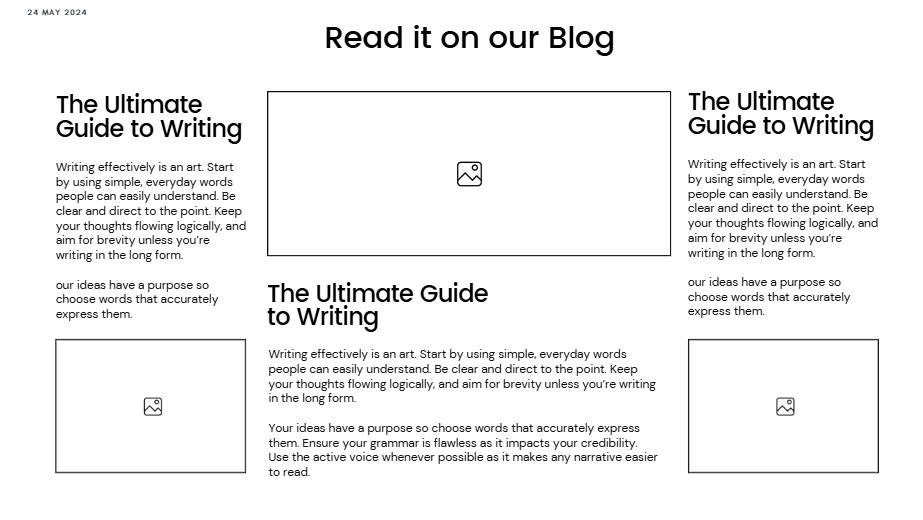 24 MAY 2024
Read it on our Blog
The Ultimate
Guide to Writing
Writing effectively is an art. Start
by using simple, everyday words
people can easily understand. Be
clear and direct to the point. Keep
your thoughts flowing logically, and
aim for brevity unless you're
writing in the long form.
our ideas have a purpose so
choose words that accurately
express them.
The Ultimate Guide
to Writing
Writing effectively is an art. Start by using simple, everyday words
people can easily understand. Be clear and direct to the point. Keep
your thoughts flowing logically, and aim for brevity unless you're writing
in the long form.
Your ideas have a purpose so choose words that accurately express
them. Ensure your grammar is flawless as it impacts your credibility.
Use the active voice whenever possible as it makes any narrative easier
to read.
The Ultimate
Guide to Writing
Writing effectively is an art. Start
by using simple, everyday words
people can easily understand. Be
clear and direct to the point. Keep
your thoughts flowing logically, and
aim for brevity unless you're
writing in the long form.
our ideas have a purpose so
choose words that accurately
express them.